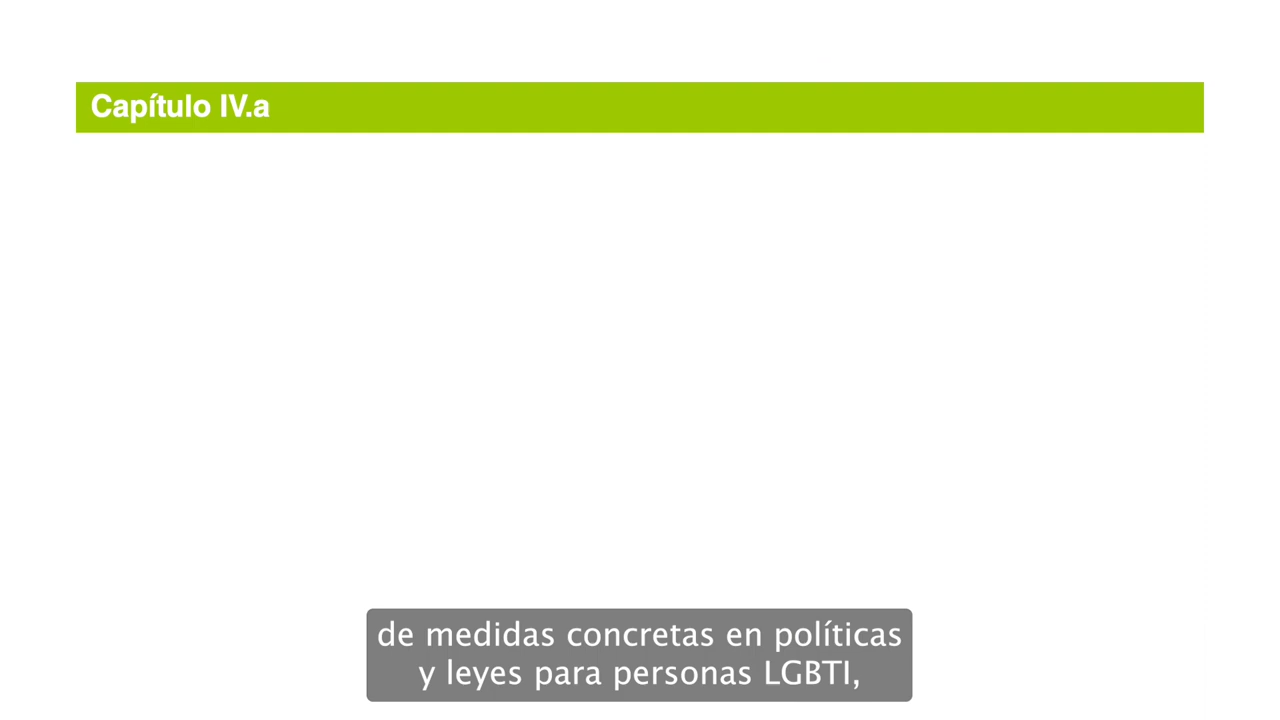 Capítulo IV.a
de medidas concretas en políticas
y leyes para personas LGBTI,